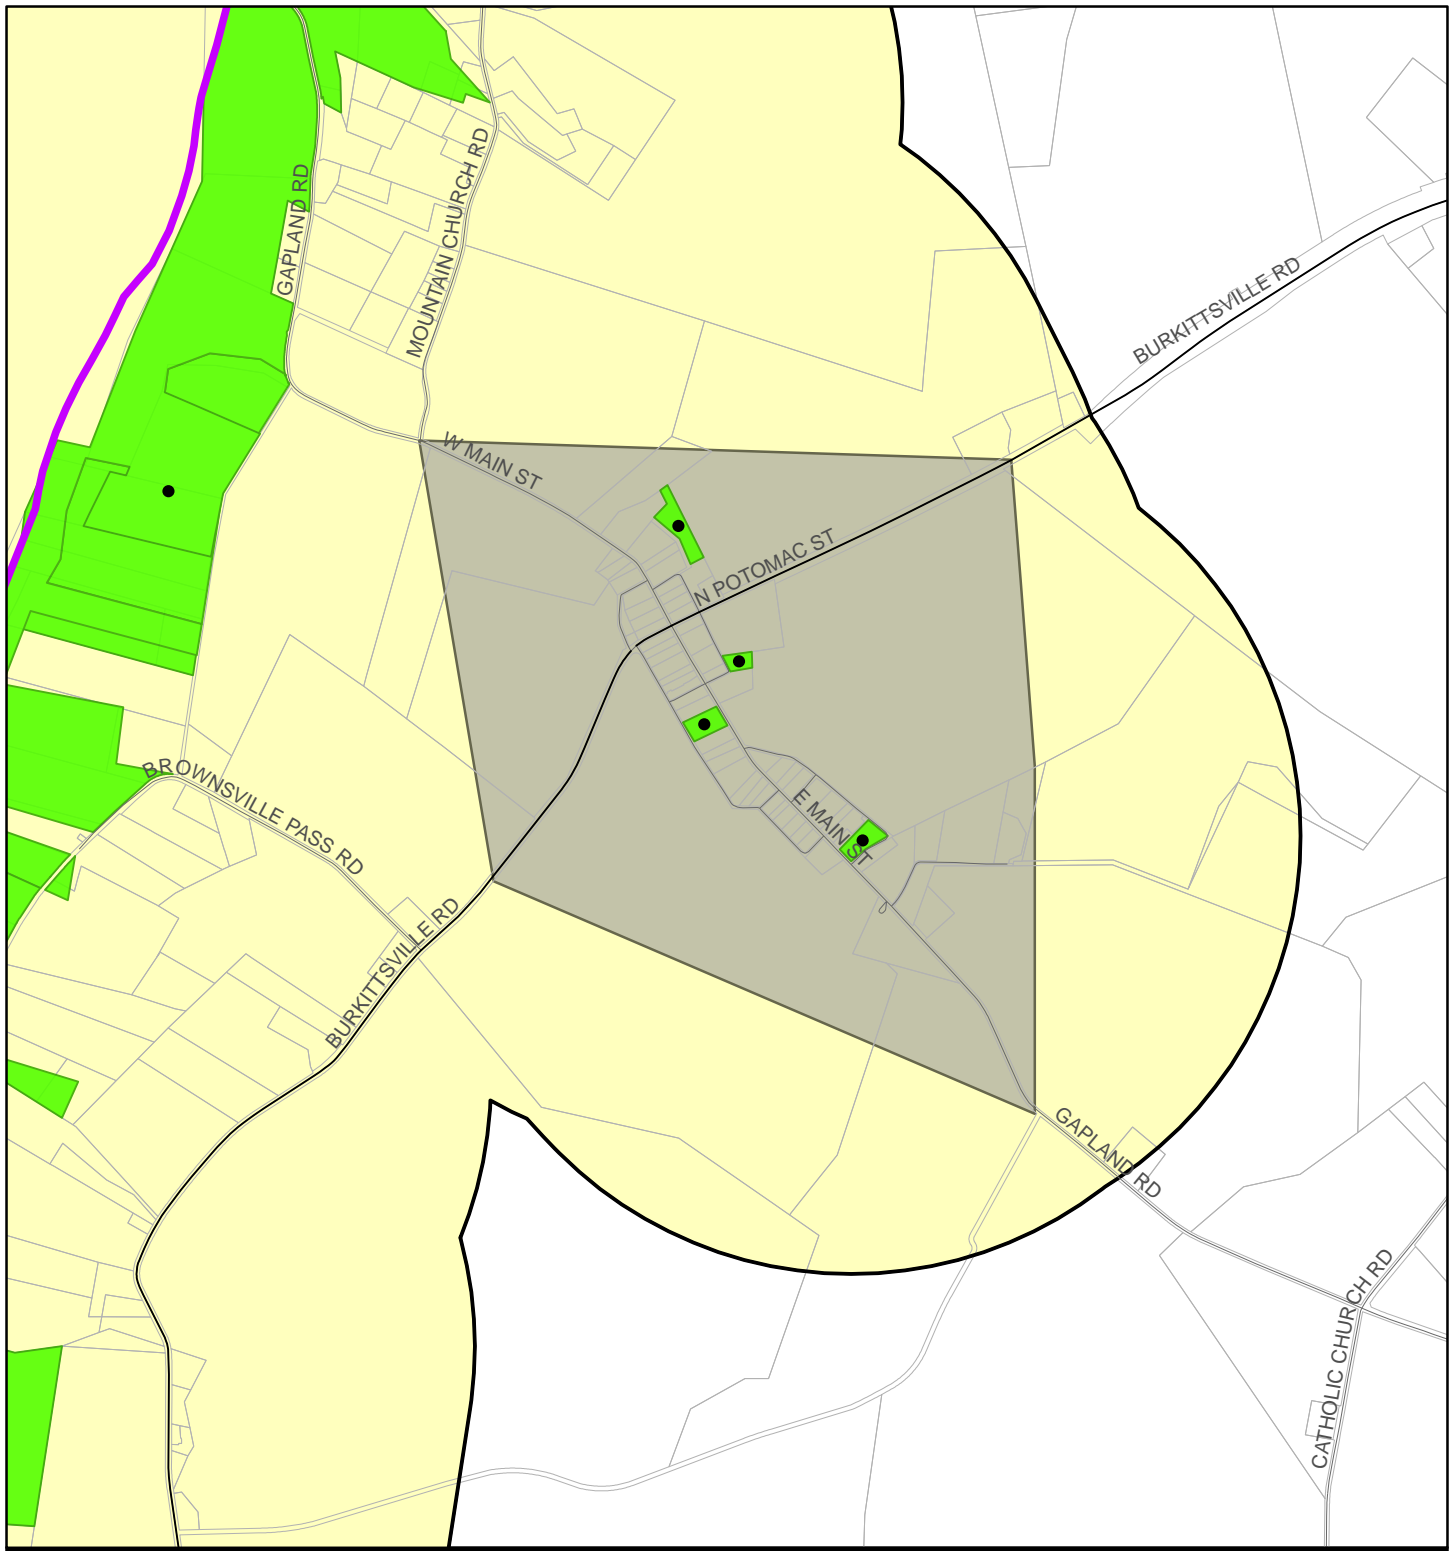 GAPLAND RD
MOUNTAIN CHURCH RD
BURKITTSVILLE RD
W MAIN ST
N POTOMAC ST
BROWNSVILLE PASS RD
E MAIN ST
BURKITTSVILLE RD
GAPLAND RD
CATHOLIC CHURCH RD